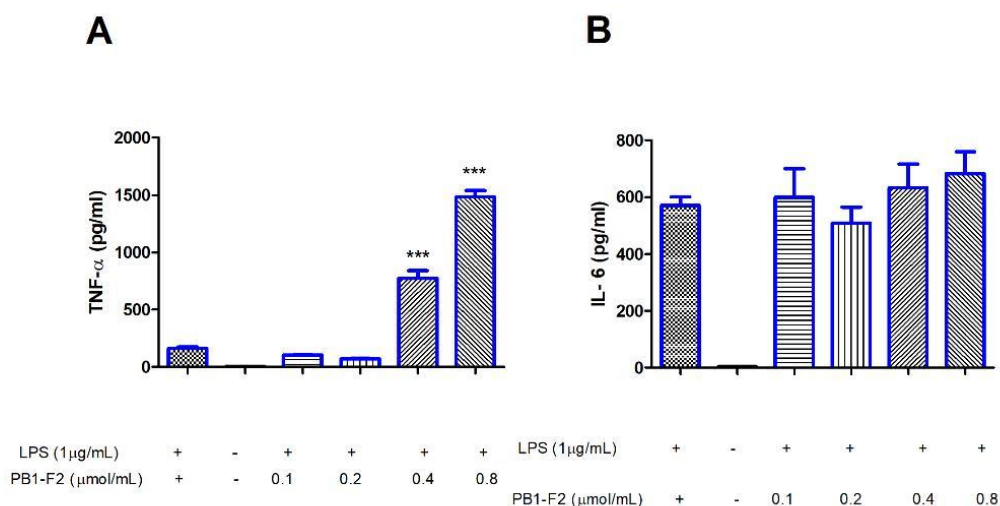 A
B
TNF-α (pg/ml)
2000
1500
1000
500
0
***
***
LPS (1μg/mL) + - + + + +
PB1-F2 (μmol/mL) + - 0.1 0.2 0.4 0.8
IL- 6 (pg/ml)
800
600
400
200
0
LPS (1μg/mL) + - + + + +
PB1-F2 (μmol/mL) + - 0.1 0.2 0.4 0.8